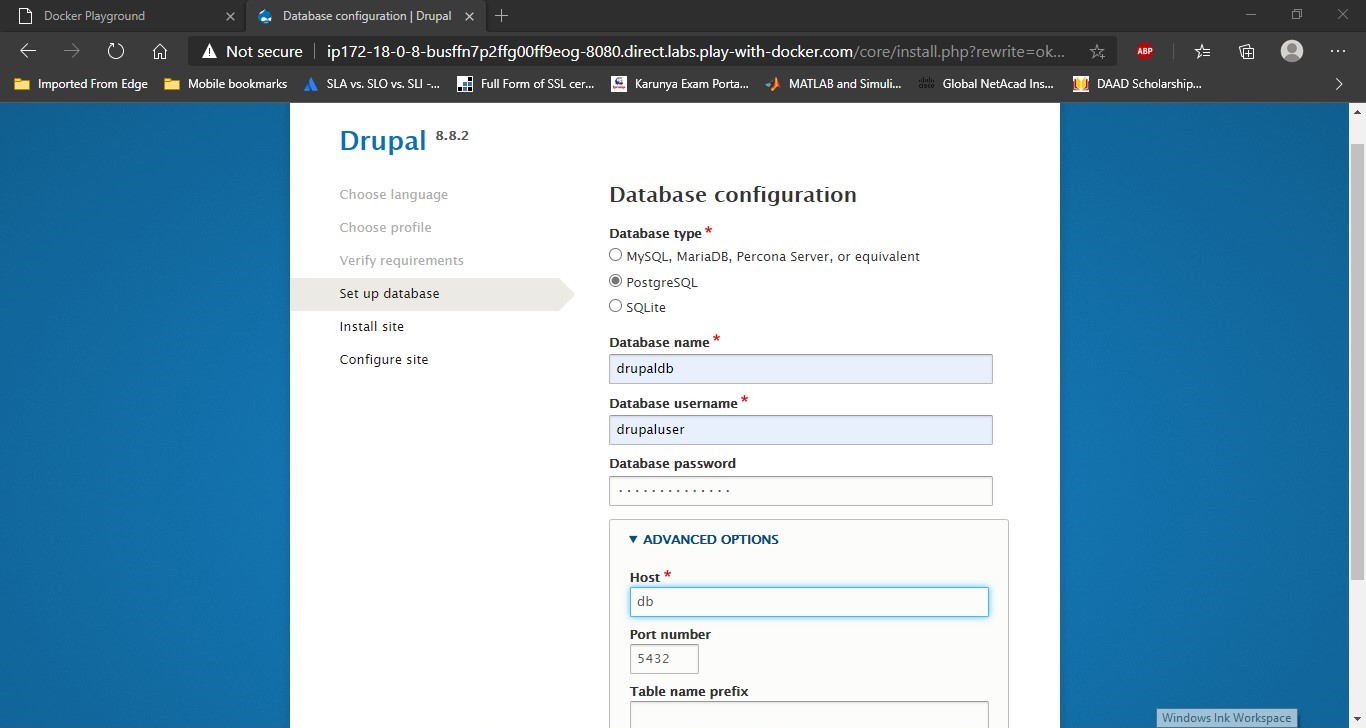 Docker Playground
Database configuration | Drupal
Not secure
ip172-18-0-8-busffn7p2ffg00ff9eog-8080.direct.labs.play-with-docker.com/core/install.php?rewrite=ok...
ABP
Imported From Edge
Mobile bookmarks
SLA vs. SLO vs. SLI -...
Full Form of SSL cer...
Karunya Exam Porta...
MATLAB and Simuli...
Global NetAcad Ins...
DAAD Scholarship...
Drupal 8.8.2
Choose language
Choose profile
Verify requirements
Set up database
Install site
Configure site
Database configuration
Database type *
MySQL, MariaDB, Percona Server, or equivalent
PostgreSQL
SQLite
Database name *
drupaldb
Database username *
drupaluser
Database password
··············
▼ ADVANCED OPTIONS
Host *
db
Port number
5432
Table name prefix
Windows Ink Workspace